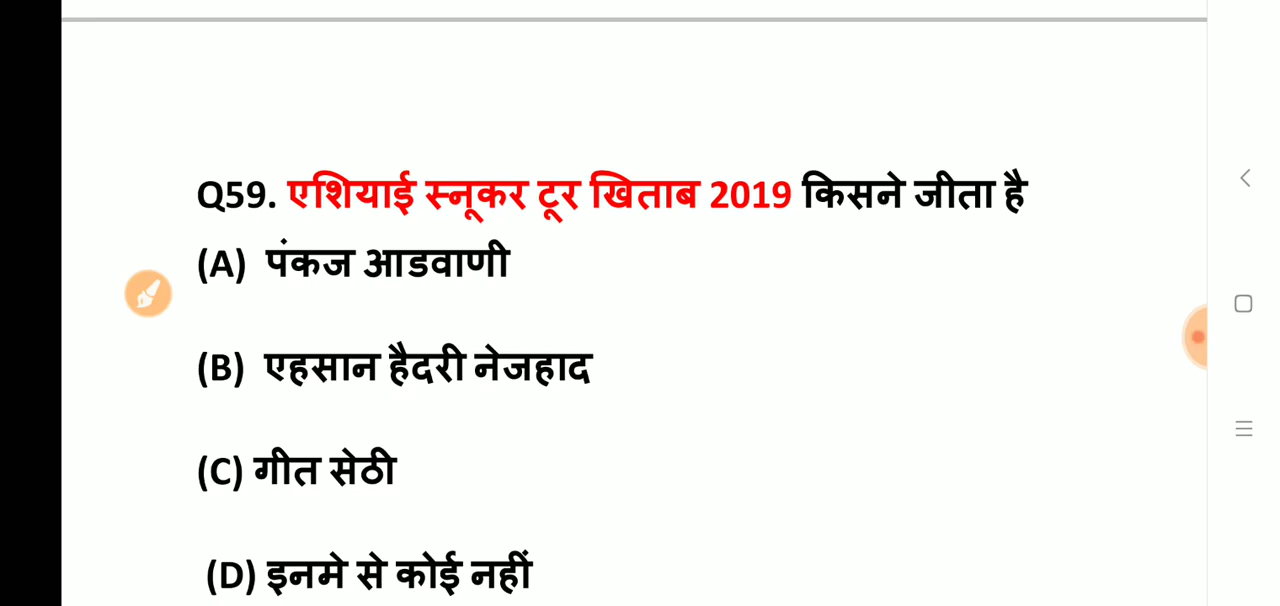 Q59. एशियाई स्नूकर टूर खिताब 2019 किसने जीता है
(A) पंकज आडवाणी
(B) एहसान हैदरी नेजहाद
(C) गीत सेठी
(D) इनमे से कोई नहीं